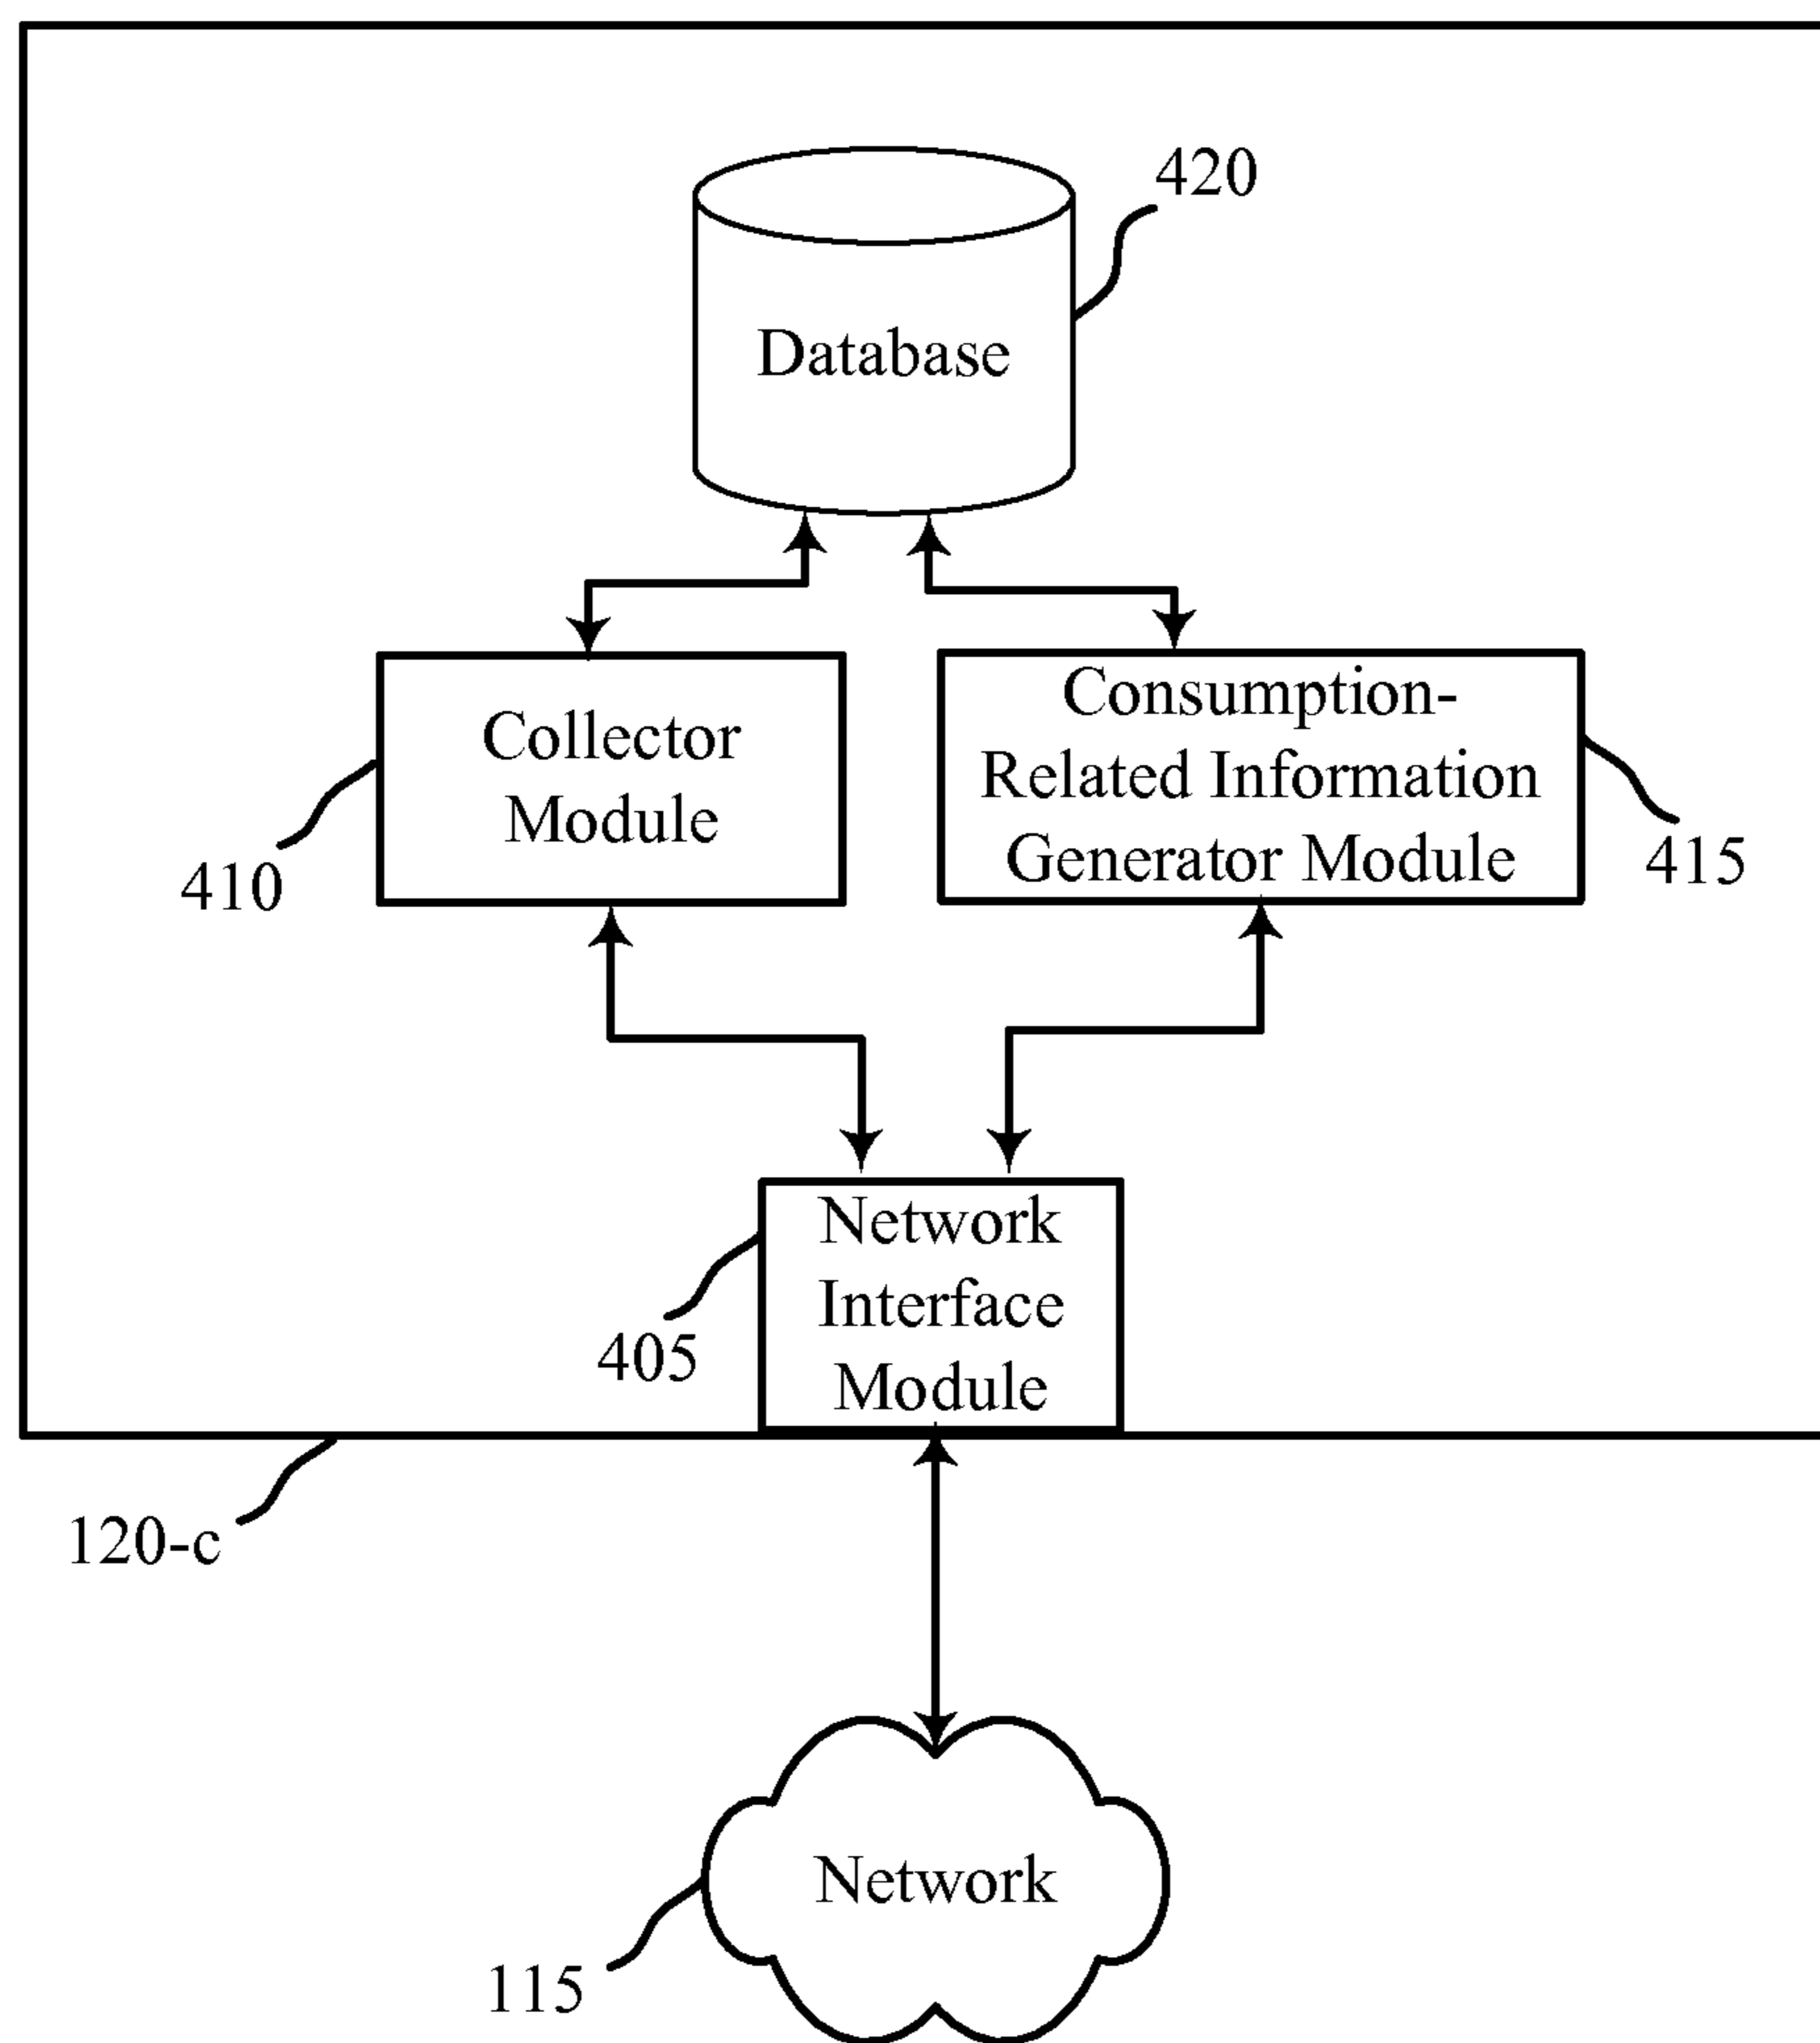 420
Database
Collector
Module
410
Consumption-
Related Information
Generator Module
415
Network
Interface
Module
405
120-c
Network
115